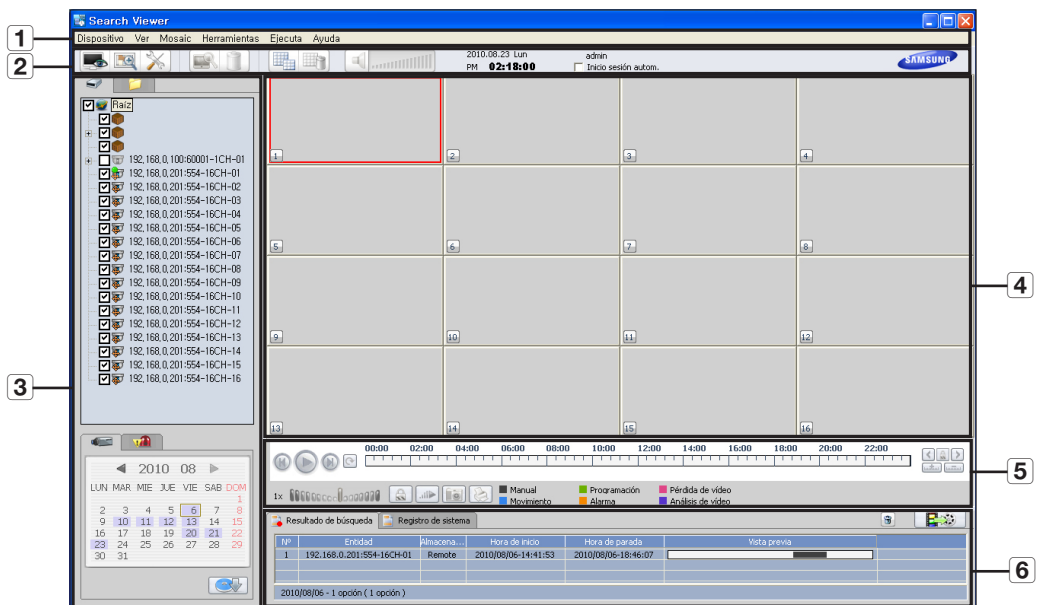 Search Viewer
Dispositivo Ver Mosaic Herramientas Ejecuta Ayuda
2010.08.23 Lun admin
PM 02:18:00 Inicio sesión autom.
SAMSUNG
1
2
3
4
5
6
Raíz
192,168,0,100:60001-1CH-01
192,168,0,201:554-16CH-01
192,168,0,201:554-16CH-02
192,168,0,201:554-16CH-03
192,168,0,201:554-16CH-04
192,168,0,201:554-16CH-05
192,168,0,201:554-16CH-06
192,168,0,201:554-16CH-07
192,168,0,201:554-16CH-08
192,168,0,201:554-16CH-09
192,168,0,201:554-16CH-10
192,168,0,201:554-16CH-11
192,168,0,201:554-16CH-12
192,168,0,201:554-16CH-13
192,168,0,201:554-16CH-14
192,168,0,201:554-16CH-15
192,168,0,201:554-16CH-16
1 2 3 4
5 6 7 8
9 10 11 12
13 14 15 16
2010 08
LUN MAR MIE JUE VIE SAB DOM
1
2 3 4 5 6 7 8
9 10 11 12 13 14 15
16 17 18 19 20 21 22
23 24 25 26 27 28 29
30 31
00:00 02:00 04:00 06:00 08:00 10:00 12:00 14:00 16:00 18:00 20:00 22:00
1x
Manual Programación Pérdida de vídeo
Movimiento Alarma Análisis de vídeo
Resultado de búsqueda Registro de sistema
Nº Entidad Almacena... Hora de inicio Hora de parada Vista previa
1 192.168.0.201:554-16CH-01 Remote 2010/08/06-14:41:53 2010/08/06-18:46:07
2010/08/06 - 1 opción ( 1 opción )